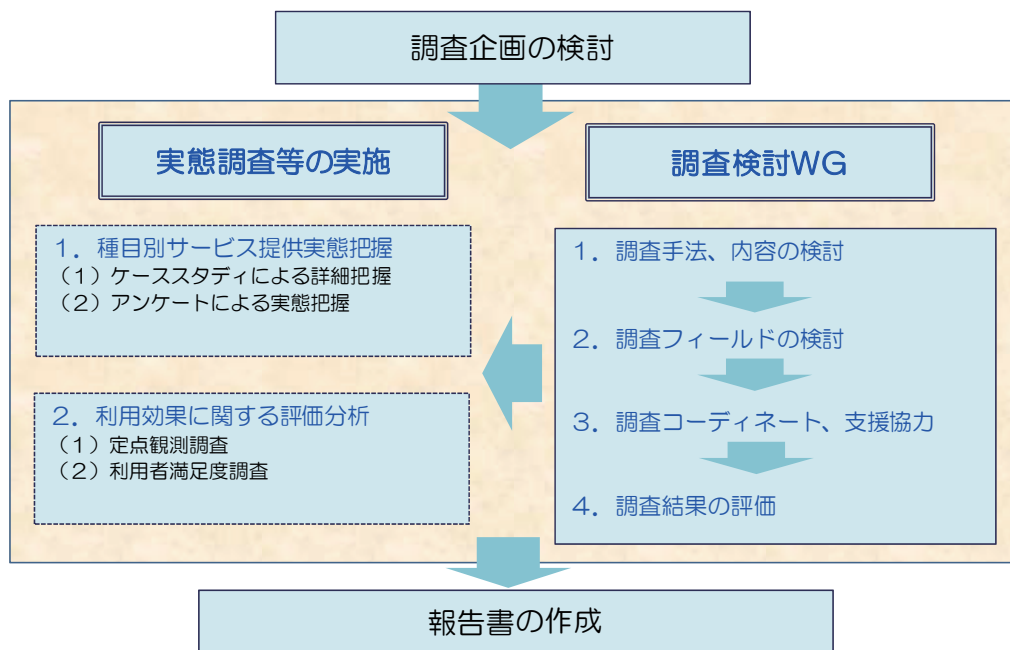 調査企画の検討
実態調査等の実施
1．種目別サービス提供実態把握
（1）ケーススタディによる詳細把握
（2）アンケートによる実態把握
2．利用効果に関する評価分析
（1）定点観測調査
（2）利用者満足度調査
調査検討WG
1．調査手法、内容の検討
2．調査フィールドの検討
3．調査コーディネート、支援協力
4．調査結果の評価
報告書の作成